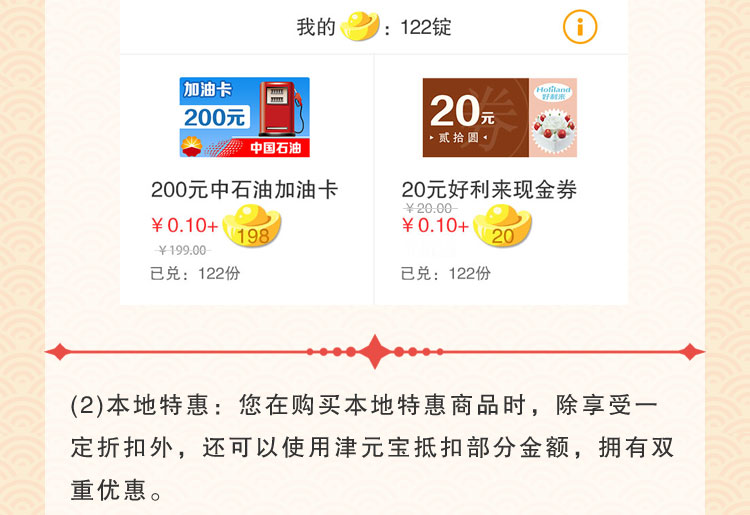 我的：122锭
加油卡
200元
中国石油
20元
贰拾圆
券
Holiland
好利来
200元中石油加油卡
￥0.10+
198
￥199.00
已兑：122份
20元好利来现金券
￥20.00
￥0.10+
20
已兑：122份
(2)本地特惠：您在购买本地特惠商品时，除享受一
定折扣外，还可以使用津元宝抵扣部分金额，拥有双
重优惠。